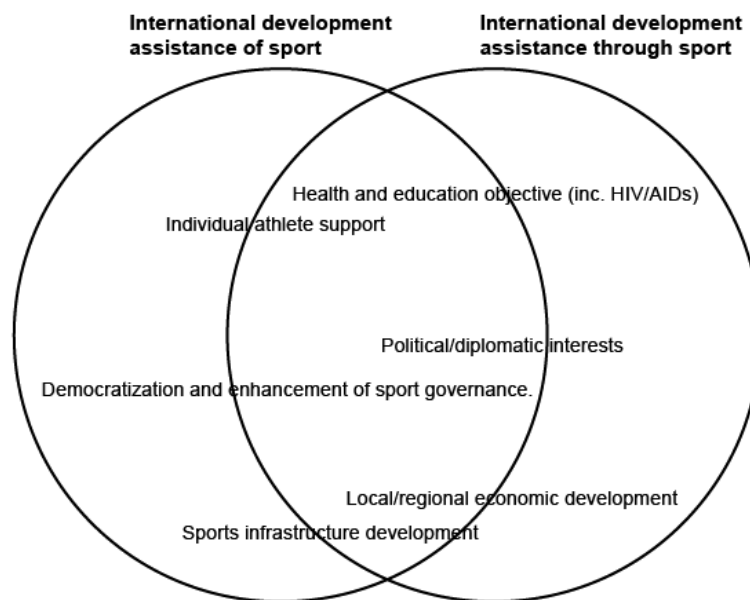 International development
assistance of sport
International development
assistance through sport
Health and education objective (inc. HIV/AIDs)
Individual athlete support
Political/diplomatic interests
Democratization and enhancement of sport governance.
Local/regional economic development
Sports infrastructure development